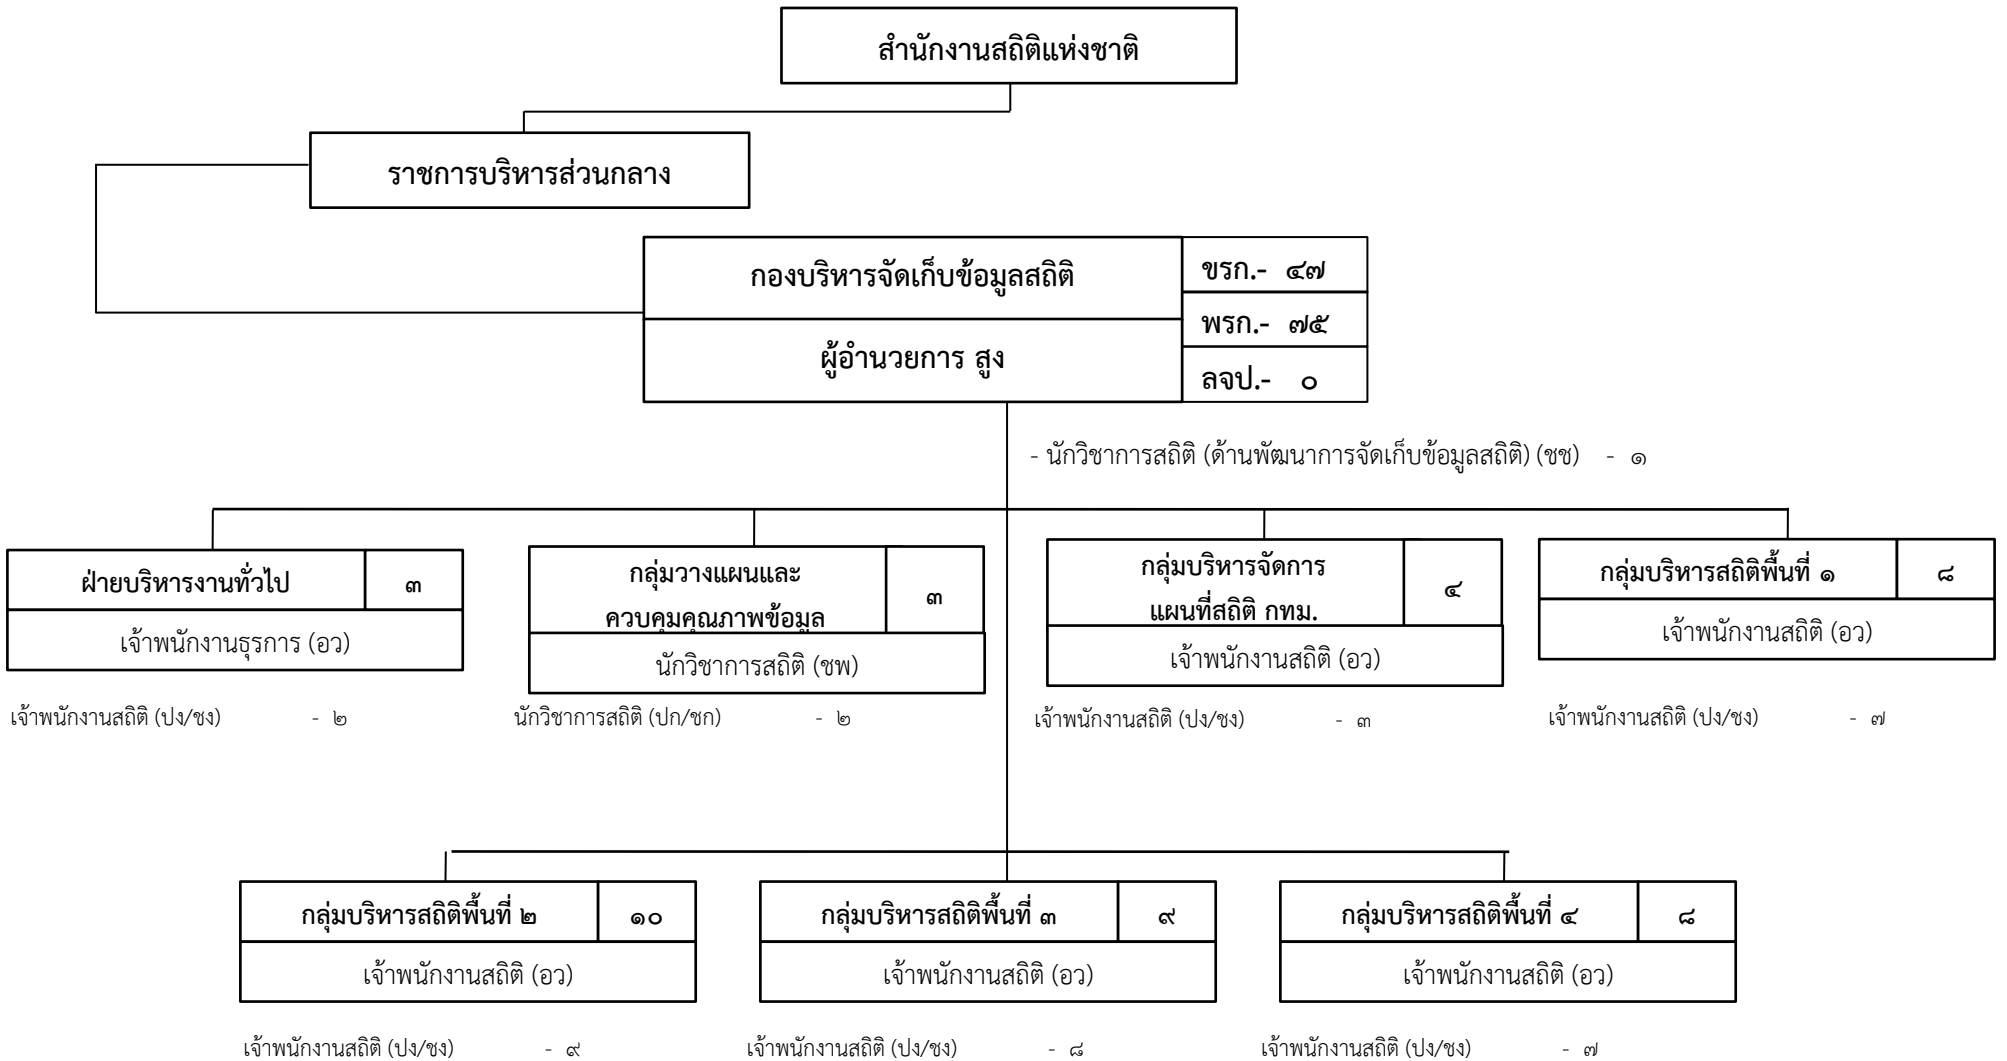 สำนักงานสถิติแห่งชาติ
ราชการบริหารส่วนกลาง
กองบริหารจัดเก็บข้อมูลสถิติ
ผู้อำนวยการ สูง
ขรก.- ๔๗
พรก.- ๗๕
ลจป.- ๐
- นักวิชาการสถิติ (ด้านพัฒนาการจัดเก็บข้อมูลสถิติ) (ชช) - ๑
ฝ่ายบริหารงานทั่วไป ๓
เจ้าพนักงานธุรการ (อว)
เจ้าพนักงานสถิติ (ปง/ชง) - ๒
กลุ่มวางแผนและ
ควบคุมคุณภาพข้อมูล
๓
นักวิชาการสถิติ (ชพ)
นักวิชาการสถิติ (ปก/ชก) - ๒
กลุ่มบริหารจัดการ
แผนที่สถิติ กทม.
๔
เจ้าพนักงานสถิติ (อว)
เจ้าพนักงานสถิติ (ปง/ชง) - ๓
กลุ่มบริหารสถิติพื้นที่ ๑ ๘
เจ้าพนักงานสถิติ (อว)
เจ้าพนักงานสถิติ (ปง/ชง) - ๗
กลุ่มบริหารสถิติพื้นที่ ๒ ๑๐
เจ้าพนักงานสถิติ (อว)
เจ้าพนักงานสถิติ (ปง/ชง) - ๙
กลุ่มบริหารสถิติพื้นที่ ๓ ๙
เจ้าพนักงานสถิติ (อว)
เจ้าพนักงานสถิติ (ปง/ชง) - ๘
กลุ่มบริหารสถิติพื้นที่ ๔ ๘
เจ้าพนักงานสถิติ (อว)
เจ้าพนักงานสถิติ (ปง/ชง) - ๗